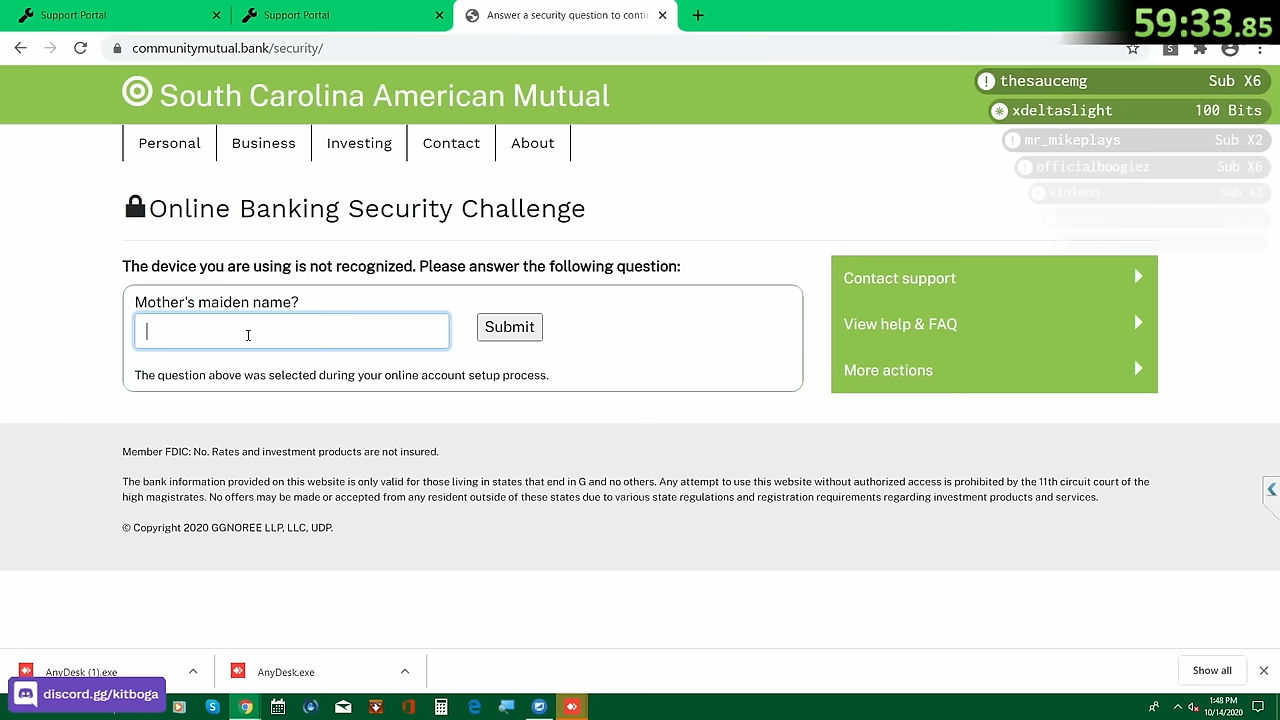 Support Portal
Support Portal
Answer a security question to conti
59:33.85
communitymutual.bank/security/
South Carolina American Mutual
thesaucemg Sub X6
xdeltaslight 100 Bits
mr_mikeplays Sub X2
officialboogiez Sub X6
xloleon Sub X3
Personal
Business
Investing
Contact
About
Online Banking Security Challenge
The device you are using is not recognized. Please answer the following question:
Mother's maiden name?
Submit
The question above was selected during your online account setup process.
Contact support
View help & FAQ
More actions
Member FDIC: No. Rates and investment products are not insured.
The bank information provided on this website is only valid for those living in states that end in G and no others. Any attempt to use this website without authorized access is prohibited by the 11th circuit court of the
high magistrates. No offers may be made or accepted from any resident outside of these states due to various state regulations and registration requirements regarding investment products and services.
© Copyright 2020 GGNOREE LLP, LLC, UDP.
AnyDesk (1).exe
AnyDesk.exe
Show all
discord.gg/kitboga
1:48 PM
10/14/2020